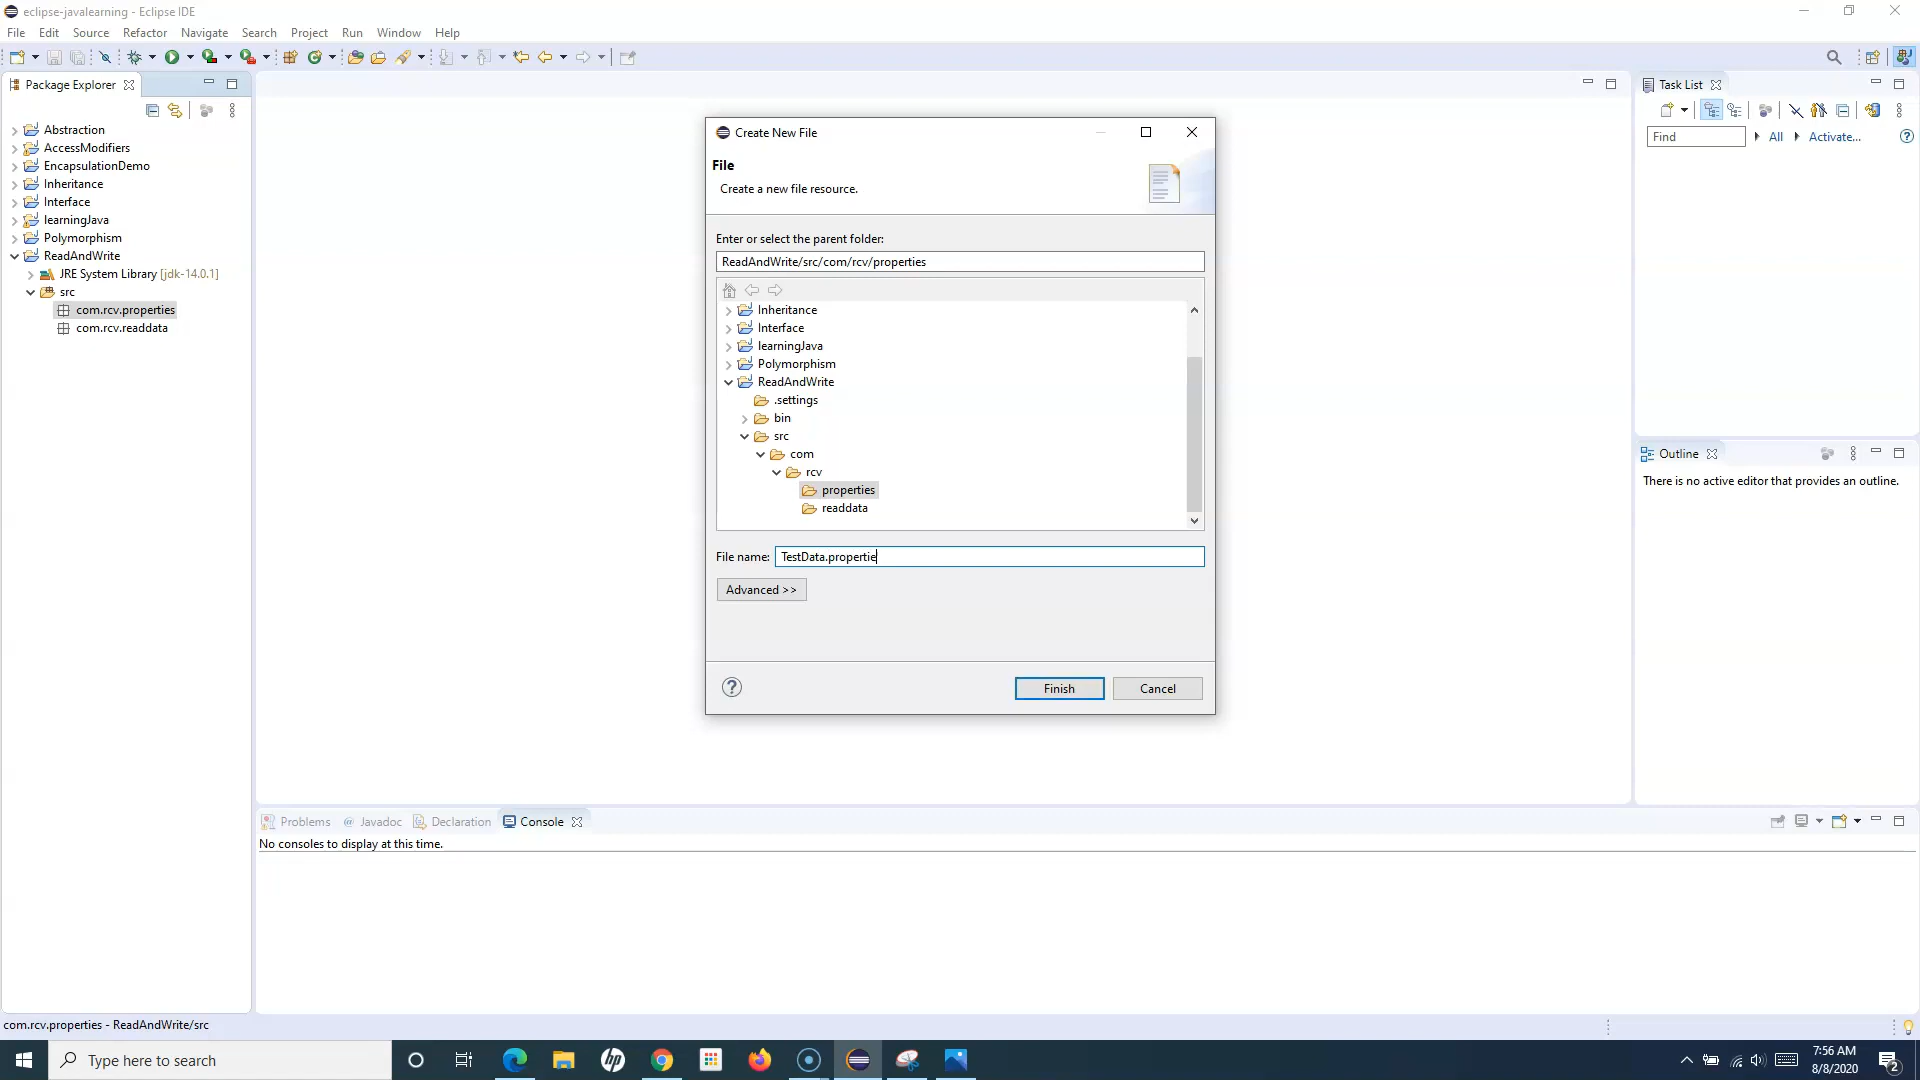 eclipse-javalearning - Eclipse IDE
File Edit Source Refactor Navigate Search Project Run Window Help
Package Explorer
Abstraction
AccessModifiers
EncapsulationDemo
Inheritance
Interface
learningJava
Polymorphism
ReadAndWrite
JRE System Library [jdk-14.0.1]
src
com.rcv.properties
com.rcv.readdata
Create New File
File
Create a new file resource.
Enter or select the parent folder:
ReadAndWrite/src/com/rcv/properties
Inheritance
Interface
learningJava
Polymorphism
ReadAndWrite
.settings
bin
src
com
rcv
properties
readdata
File name: TestData.propertie
Advanced >>
Finish Cancel
Task List
Find All Activate...
Outline
There is no active editor that provides an outline.
Problems Javadoc Declaration Console
No consoles to display at this time.
com.rcv.properties - ReadAndWrite/src
Type here to search
hp
7:56 AM
8/8/2020
2